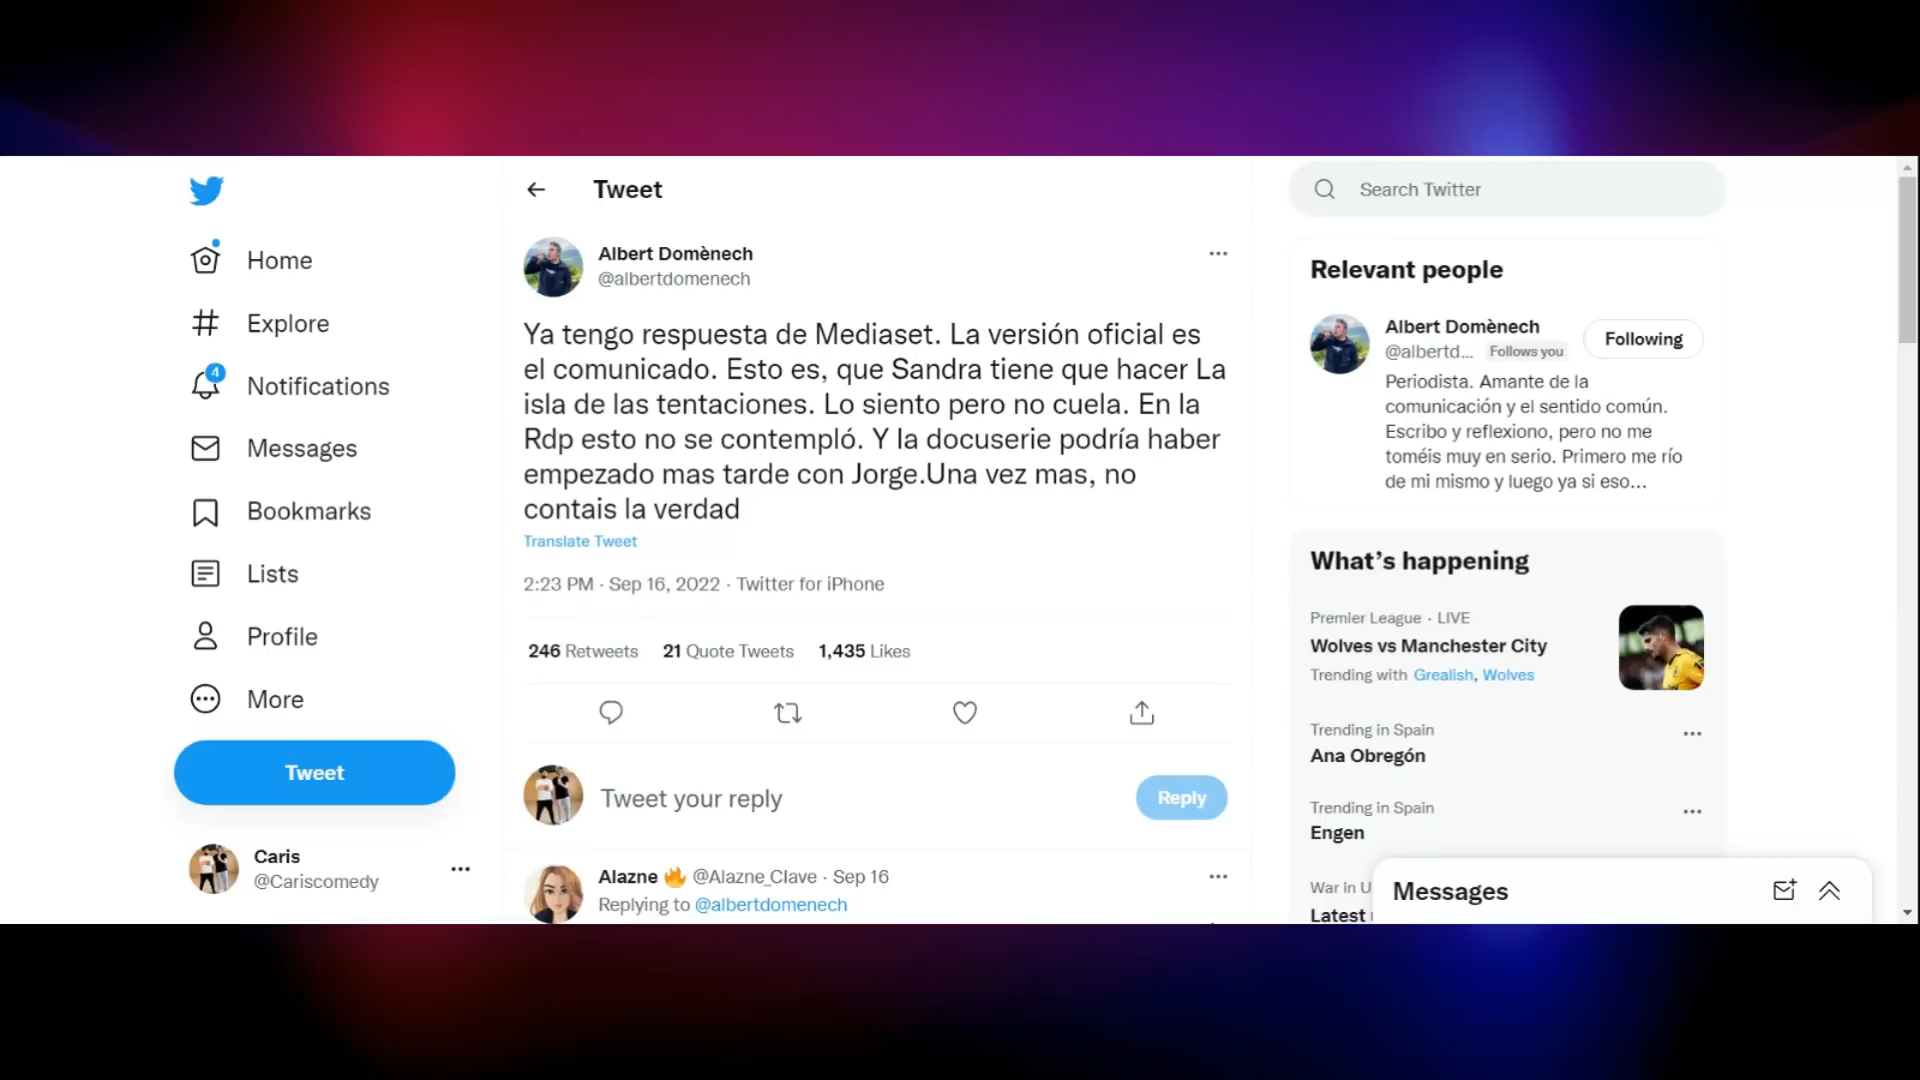 Home
Explore
4
Notifications
Messages
Bookmarks
Lists
Profile
More
Tweet
Caris
@Cariscomedy
Tweet
Albert Domènech
@albertdomenech
Ya tengo respuesta de Mediaset. La versión oficial es
el comunicado. Esto es, que Sandra tiene que hacer La
isla de las tentaciones. Lo siento pero no cuela. En la
Rdp esto no se contempló. Y la docuserie podría haber
empezado mas tarde con Jorge.Una vez mas, no
contais la verdad
Translate Tweet
2:23 PM · Sep 16, 2022 · Twitter for iPhone
246 Retweets 21 Quote Tweets 1,435 Likes
Tweet your reply
Reply
Alazne 🔥 @Alazne_Clave · Sep 16
Replying to @albertdomenech
Search Twitter
Relevant people
Albert Domènech
@albertd... Follows you
Following
Periodista. Amante de la
comunicación y el sentido común.
Escribo y reflexiono, pero no me
toméis muy en serio. Primero me río
de mi mismo y luego ya si eso...
What's happening
Premier League · LIVE
Wolves vs Manchester City
Trending with Grealish, Wolves
Trending in Spain
Ana Obregón
Trending in Spain
Engen
War in U
Latest
Messages